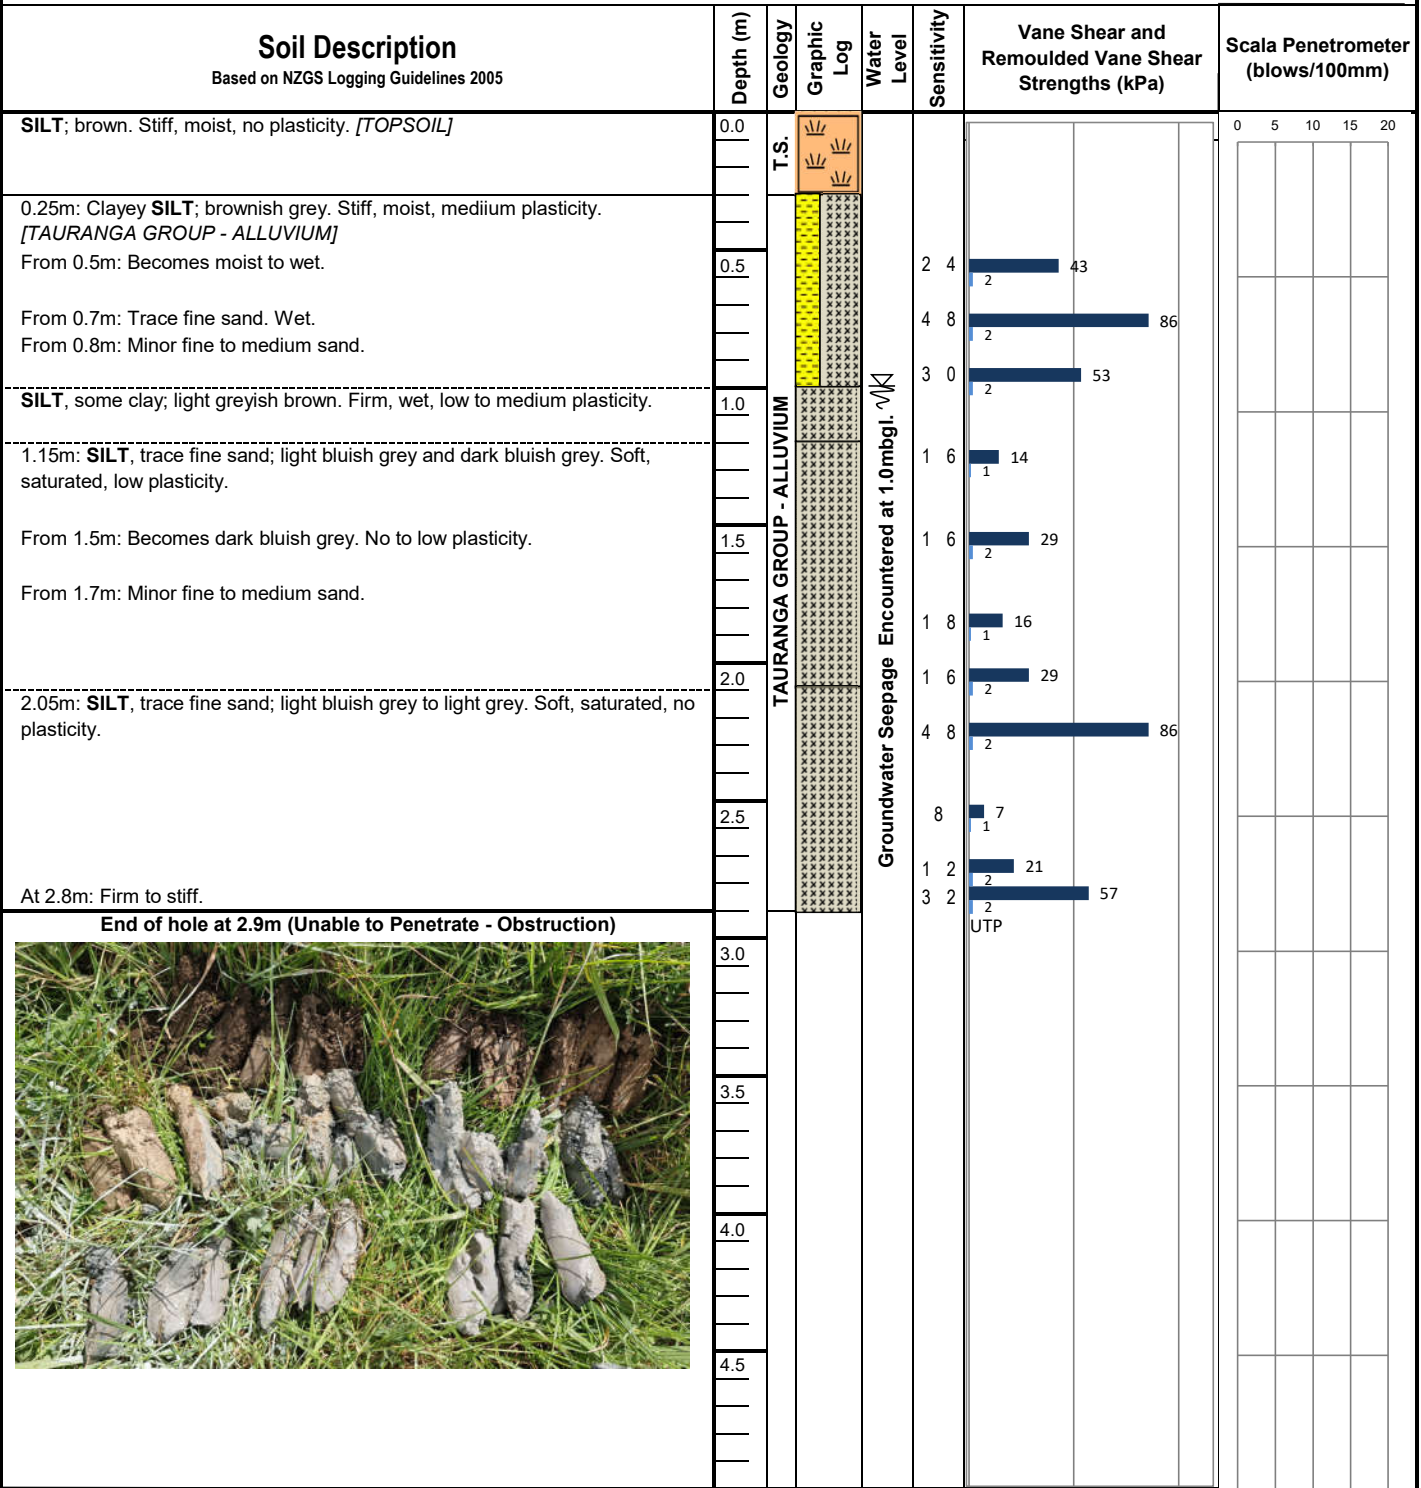 Soil Description
Based on NZGS Logging Guidelines 2005
Depth (m)
Geology
Graphic Log
Water Level
Sensitivity
Vane Shear and
Remoulded Vane Shear
Strengths (kPa)
Scala Penetrometer
(blows/100mm)
0 5 10 15 20
SILT; brown. Stiff, moist, no plasticity. [TOPSOIL]
0.0
T.S.
0.25m: Clayey SILT; brownish grey. Stiff, moist, mediium plasticity.
[TAURANGA GROUP - ALLUVIUM]
From 0.5m: Becomes moist to wet.
0.5
2 4
43
2
From 0.7m: Trace fine sand. Wet.
4 8
86
2
From 0.8m: Minor fine to medium sand.
3 0
53
2
SILT, some clay; light greyish brown. Firm, wet, low to medium plasticity.
1.0
TAURANGA GROUP - ALLUVIUM
Groundwater Seepage Encountered at 1.0mbgl.
1.15m: SILT, trace fine sand; light bluish grey and dark bluish grey. Soft,
saturated, low plasticity.
1 6
14
1
From 1.5m: Becomes dark bluish grey. No to low plasticity.
1.5
1 6
29
2
From 1.7m: Minor fine to medium sand.
1 8
16
1
2.0
1 6
29
2
2.05m: SILT, trace fine sand; light bluish grey to light grey. Soft, saturated, no
plasticity.
4 8
86
2
2.5
8
7
1
1 2
21
2
At 2.8m: Firm to stiff.
3 2
57
2
End of hole at 2.9m (Unable to Penetrate - Obstruction)
UTP
3.0
3.5
4.0
4.5